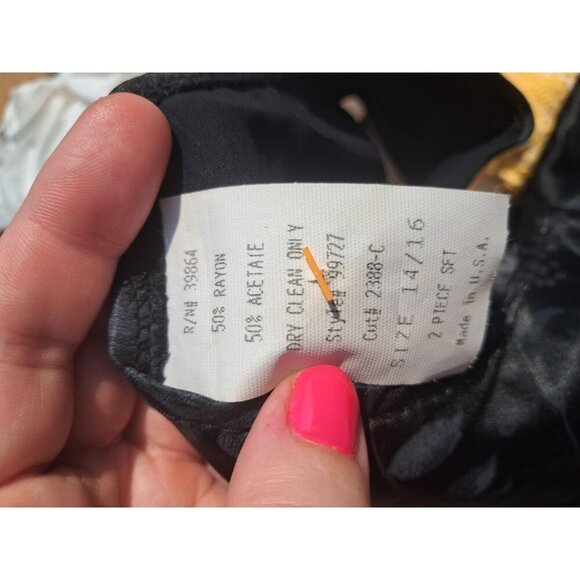 R/N# 39864
50% RAYON
50% ACETATE
DRY CLEAN ONLY
Style# 99727
Cut# 2388-C
SIZE 14/16
2 PIECE SET
Made In U.S.A.